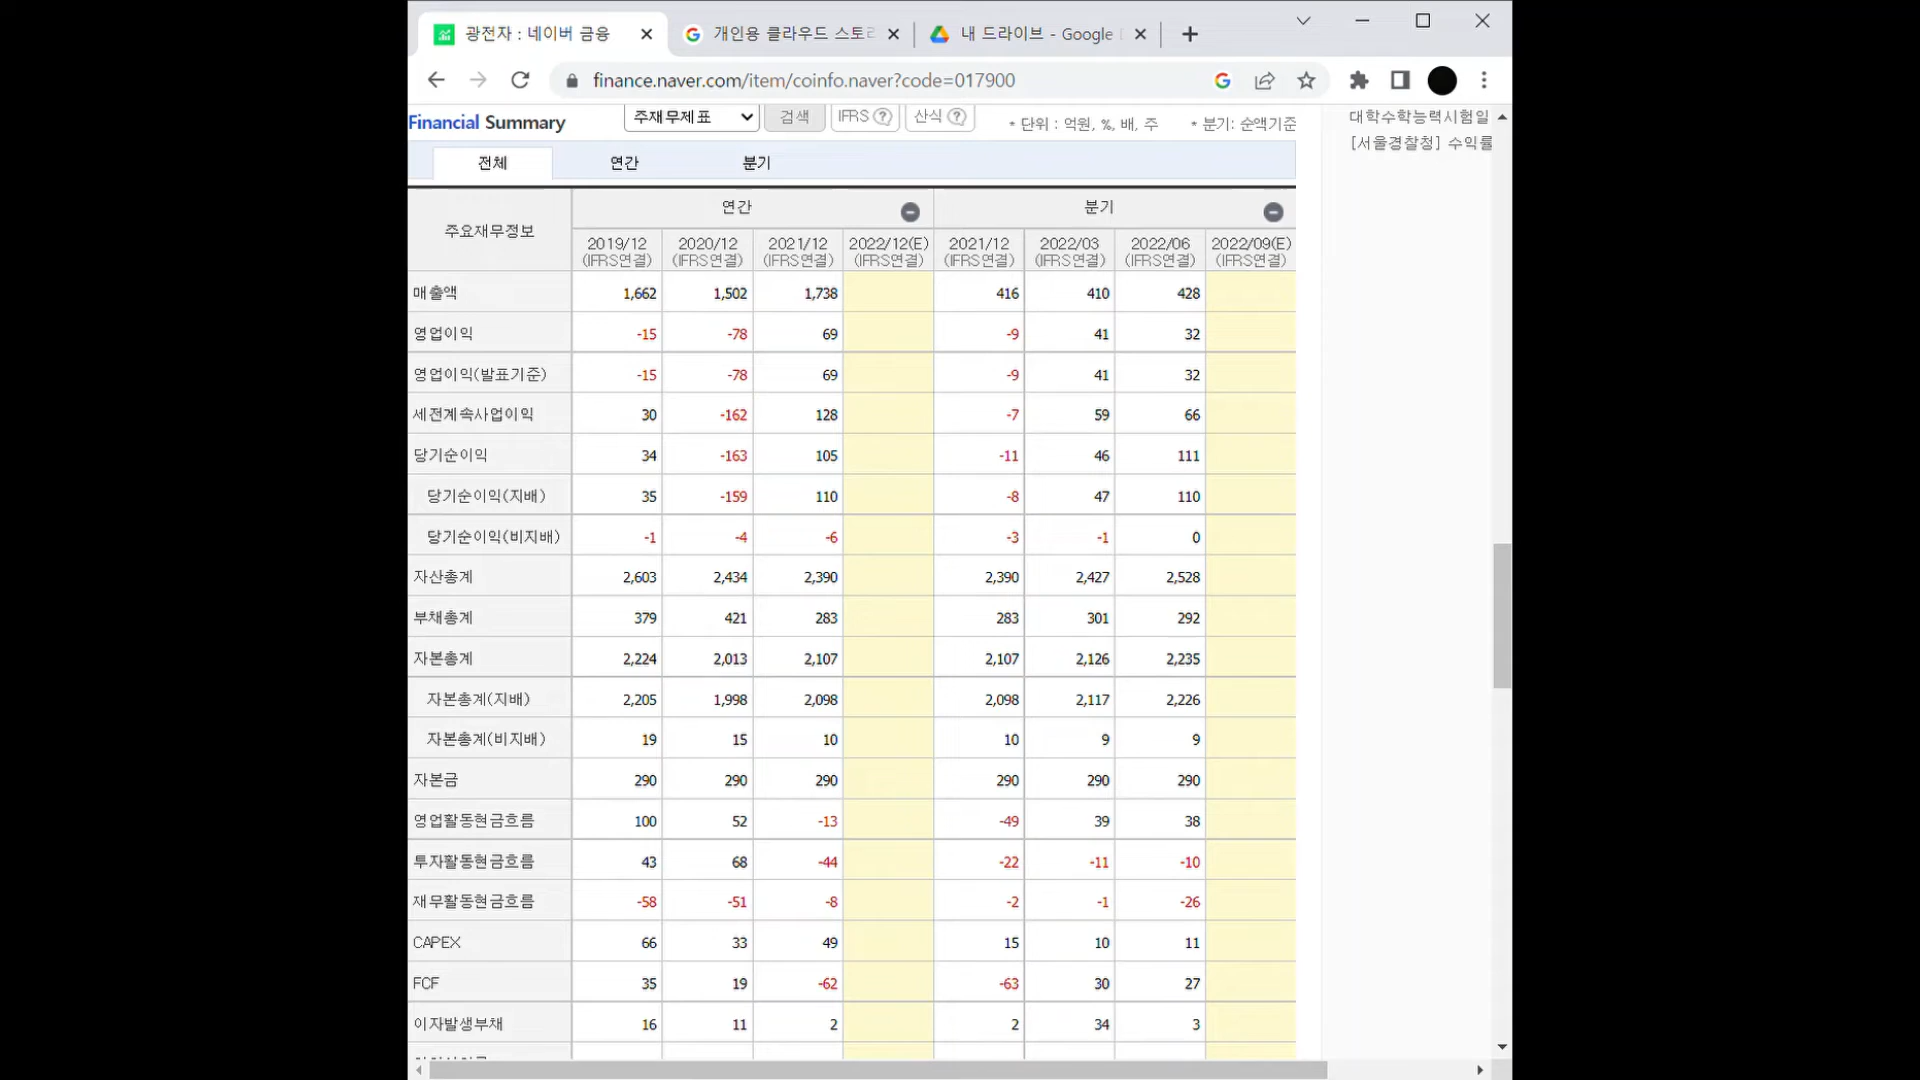 광전자 : 네이버 금융
개인용 클라우드 스토리
내 드라이브 - Google
finance.naver.com/item/coinfo.naver?code=017900
Financial Summary
주재무제표
검색
IFRS ?
산식 ?
* 단위 : 억원, %, 배, 주
* 분기: 순액기준
대학수학능력시험일
[서울경찰청] 수익률
전체 연간 분기
주요재무정보 연간 분기
2019/12 2020/12 2021/12 2022/12(E) 2021/12 2022/03 2022/06 2022/09(E)
(IFRS연결) (IFRS연결) (IFRS연결) (IFRS연결) (IFRS연결) (IFRS연결) (IFRS연결) (IFRS연결)
매출액 1,662 1,502 1,738 416 410 428
영업이익 -15 -78 69 -9 41 32
영업이익(발표기준) -15 -78 69 -9 41 32
세전계속사업이익 30 -162 128 -7 59 66
당기순이익 34 -163 105 -11 46 111
당기순이익(지배) 35 -159 110 -8 47 110
당기순이익(비지배) -1 -4 -6 -3 -1 0
자산총계 2,603 2,434 2,390 2,390 2,427 2,528
부채총계 379 421 283 283 301 292
자본총계 2,224 2,013 2,107 2,107 2,126 2,235
자본총계(지배) 2,205 1,998 2,098 2,098 2,117 2,226
자본총계(비지배) 19 15 10 10 9 9
자본금 290 290 290 290 290 290
영업활동현금흐름 100 52 -13 -49 39 38
투자활동현금흐름 43 68 -44 -22 -11 -10
재무활동현금흐름 -58 -51 -8 -2 -1 -26
CAPEX 66 33 49 15 10 11
FCF 35 19 -62 -63 30 27
이자발생부채 16 11 2 2 34 3